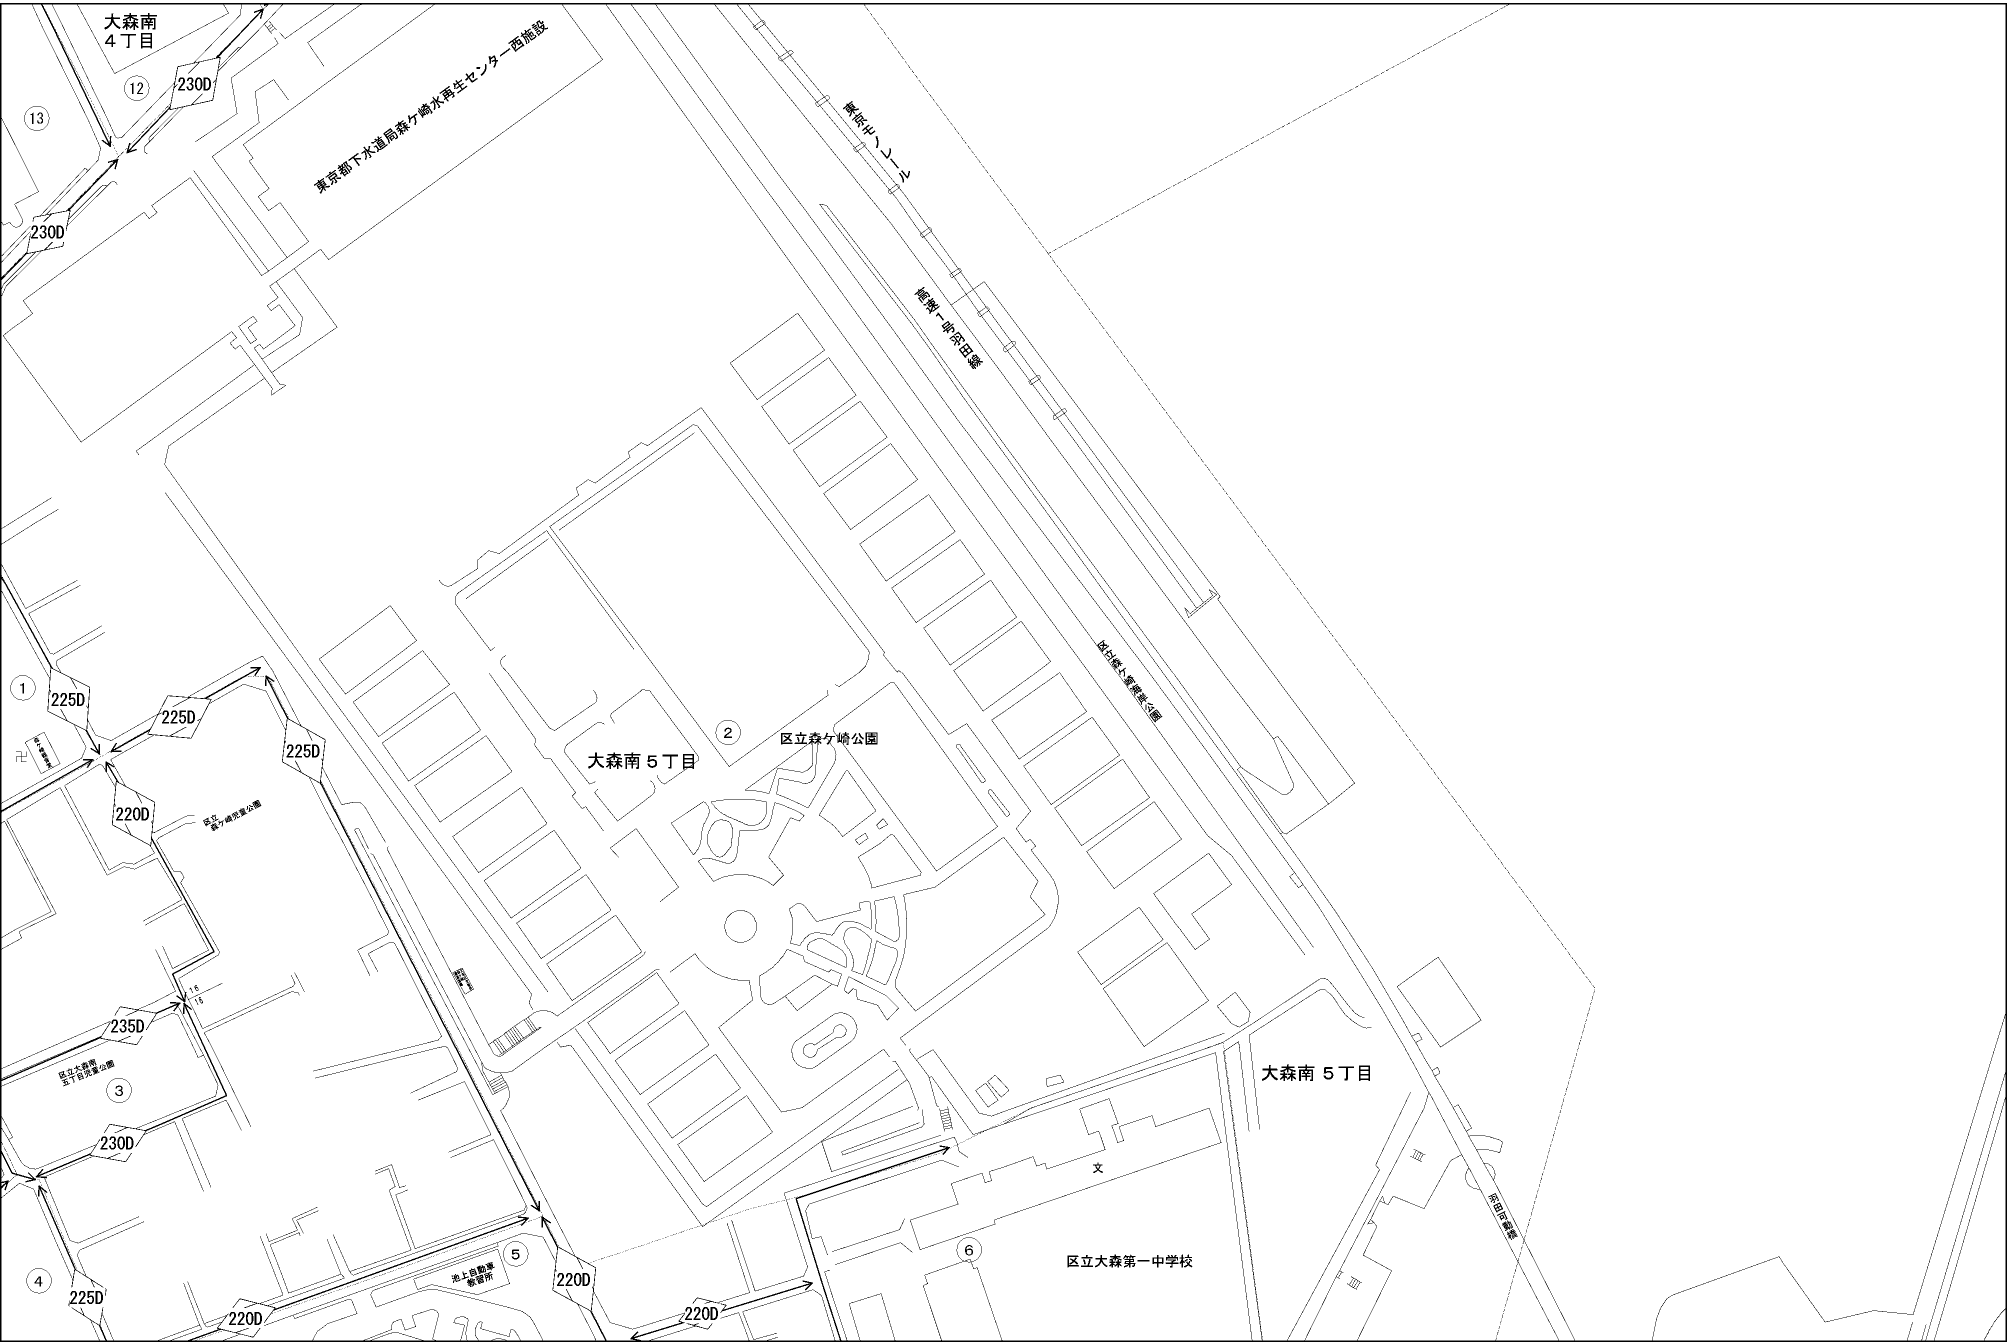 大森南
４丁目
12
230D
13
230D
東京都下水道局森ケ崎水再生センター西施設
東京モノレール
高速１号羽田線
区立森ケ崎海岸公園
1
225D
225D
225D
2
区立森ケ崎公園
大森南５丁目
卍
220D
区立
森ケ崎児童公園
16
16
235D
区立大森南
五丁目児童公園
3
大森南５丁目
230D
文
羽田可動橋
4
5
6
池上自動車
教習所
区立大森第一中学校
225D
220D
220D
220D